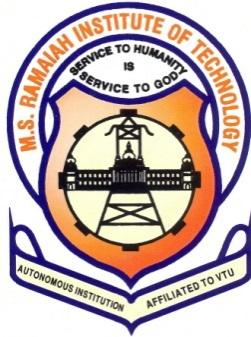 M.S. RAMAIAH INSTITUTE OF TECHNOLOGY
SERVICE TO HUMANITY
IS
SERVICE TO GOD
AUTONOMOUS INSTITUTION
AFFILIATED TO VTU